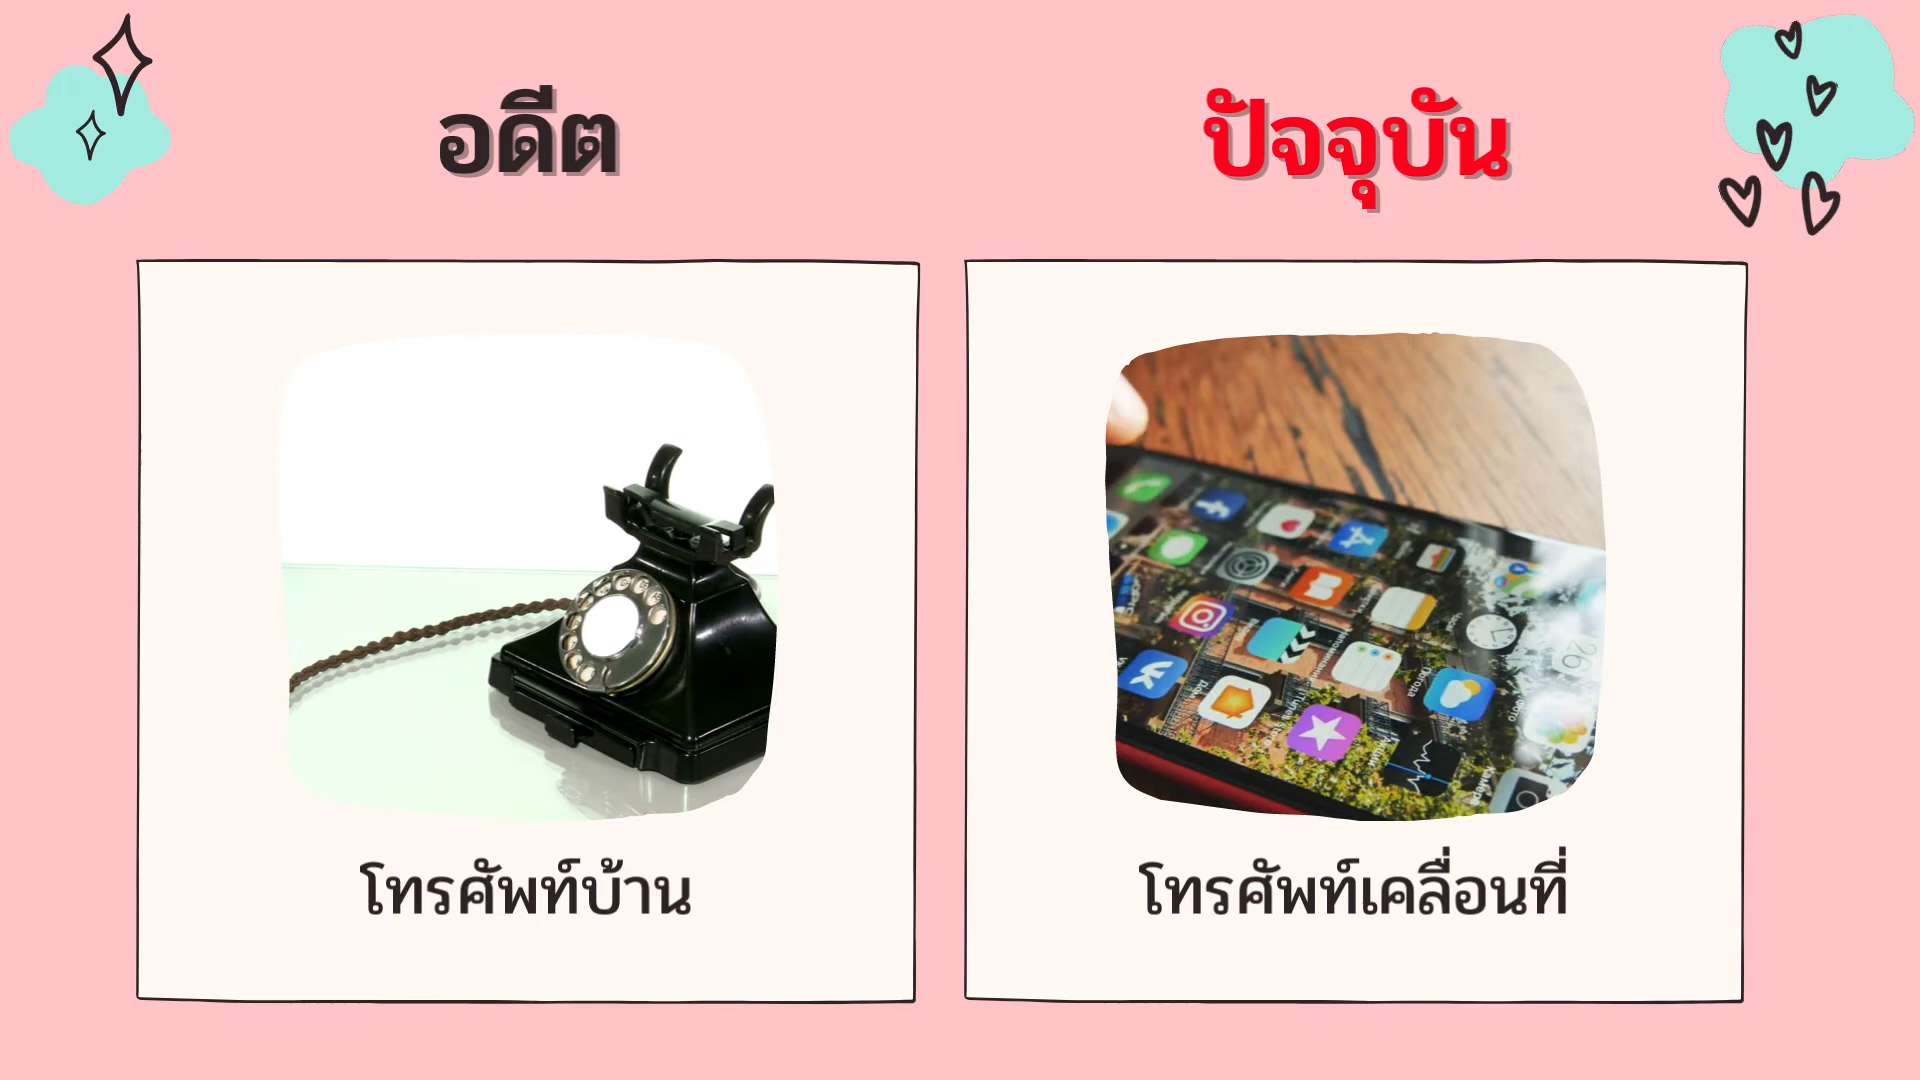 อดีต
ปัจจุบัน
โทรศัพท์บ้าน
โทรศัพท์เคลื่อนที่
26